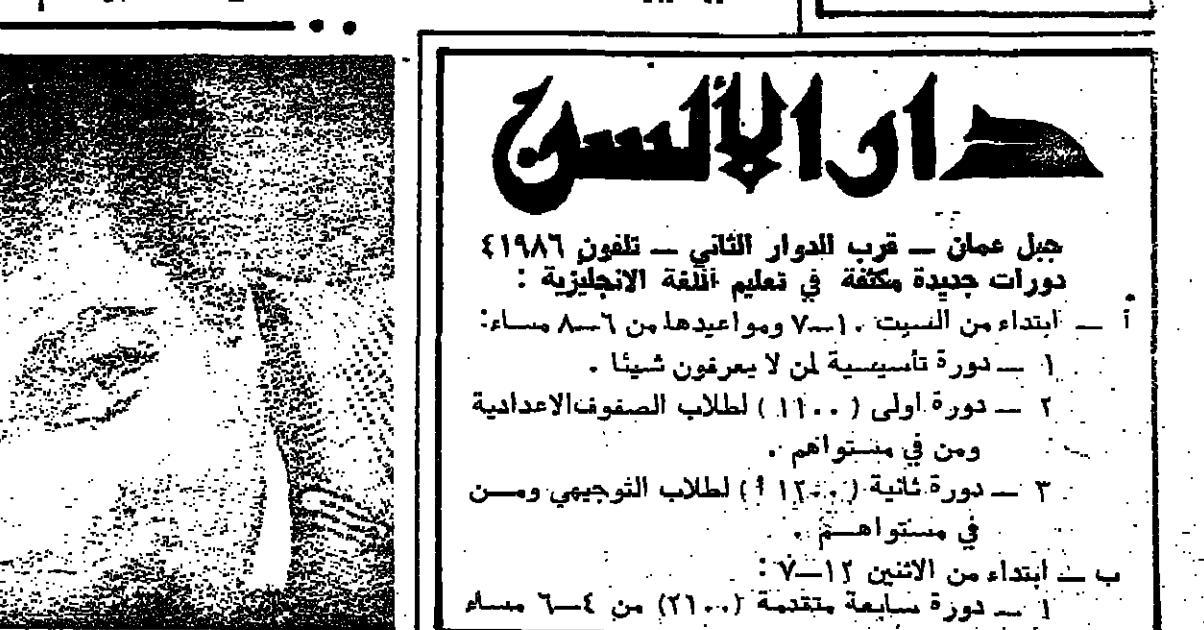 دار الألسن
جبل عمان — قرب الدوار الثاني — تلفون ٤١٩٨٦
دورات جديدة مكثفة في تعليم اللغة الانجليزية :
أ — ابتداء من السبت ١٠—٧ ومواعيدها من ٦—٨ مساء:
١ — دورة تأسيسية لمن لا يعرفون شيئا .
٢ — دورة اولى ( ١١٠٠ ) لطلاب الصفوف الاعدادية
ومن في مستواهم .
٣ — دورة ثانية ( ١٢٠٠ أ ) لطلاب التوجيهي ومــن
في مستواهــم .
ب — ابتداء من الاثنين ١٢—٧ :
١ — دورة سابعة متقدمة (٢٦٠٠) من ٤—٦ مساء